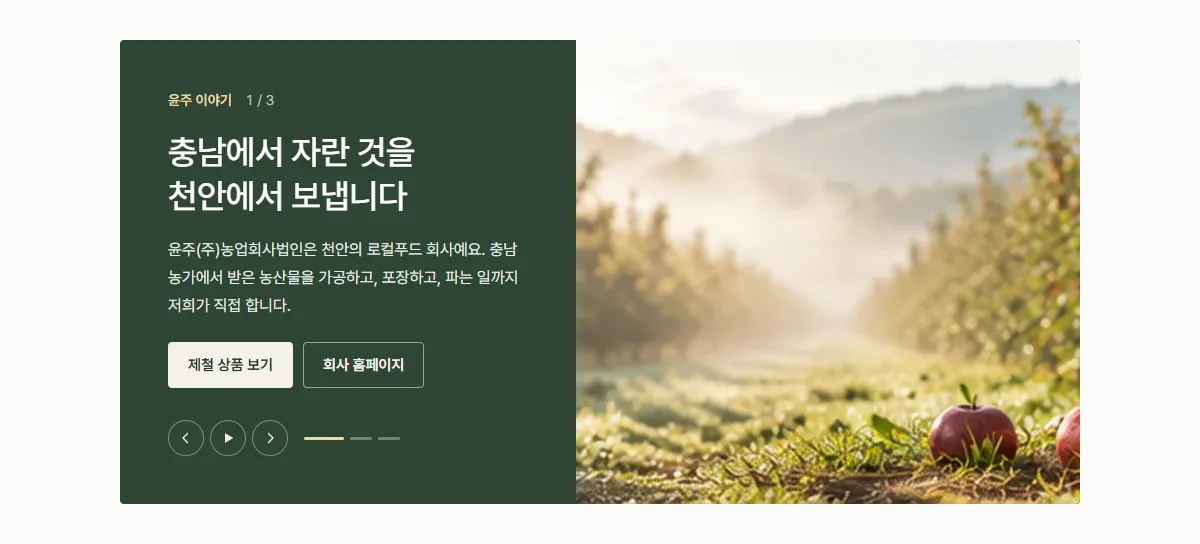 윤주 이야기 1 / 3
충남에서 자란 것을
천안에서 보냅니다
윤주(주)농업회사법인은 천안의 로컬푸드 회사예요. 충남
농가에서 받은 농산물을 가공하고, 포장하고, 파는 일까지
저희가 직접 합니다.
제철 상품 보기
회사 홈페이지